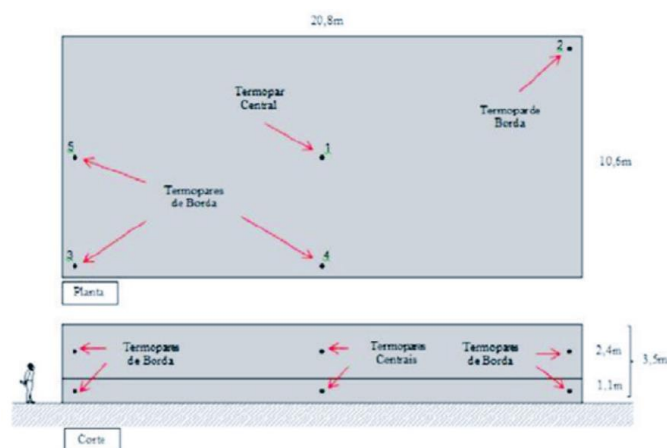 20,8m
2
Termopar
Central
Termopar de
Borda
5
1
10,6m
Termopares
de Borda
3
4
Planta
Termopares
de Borda
Termopares
Centrais
Termopares
de Borda
2,4m
3,5m
1.1m
Corte